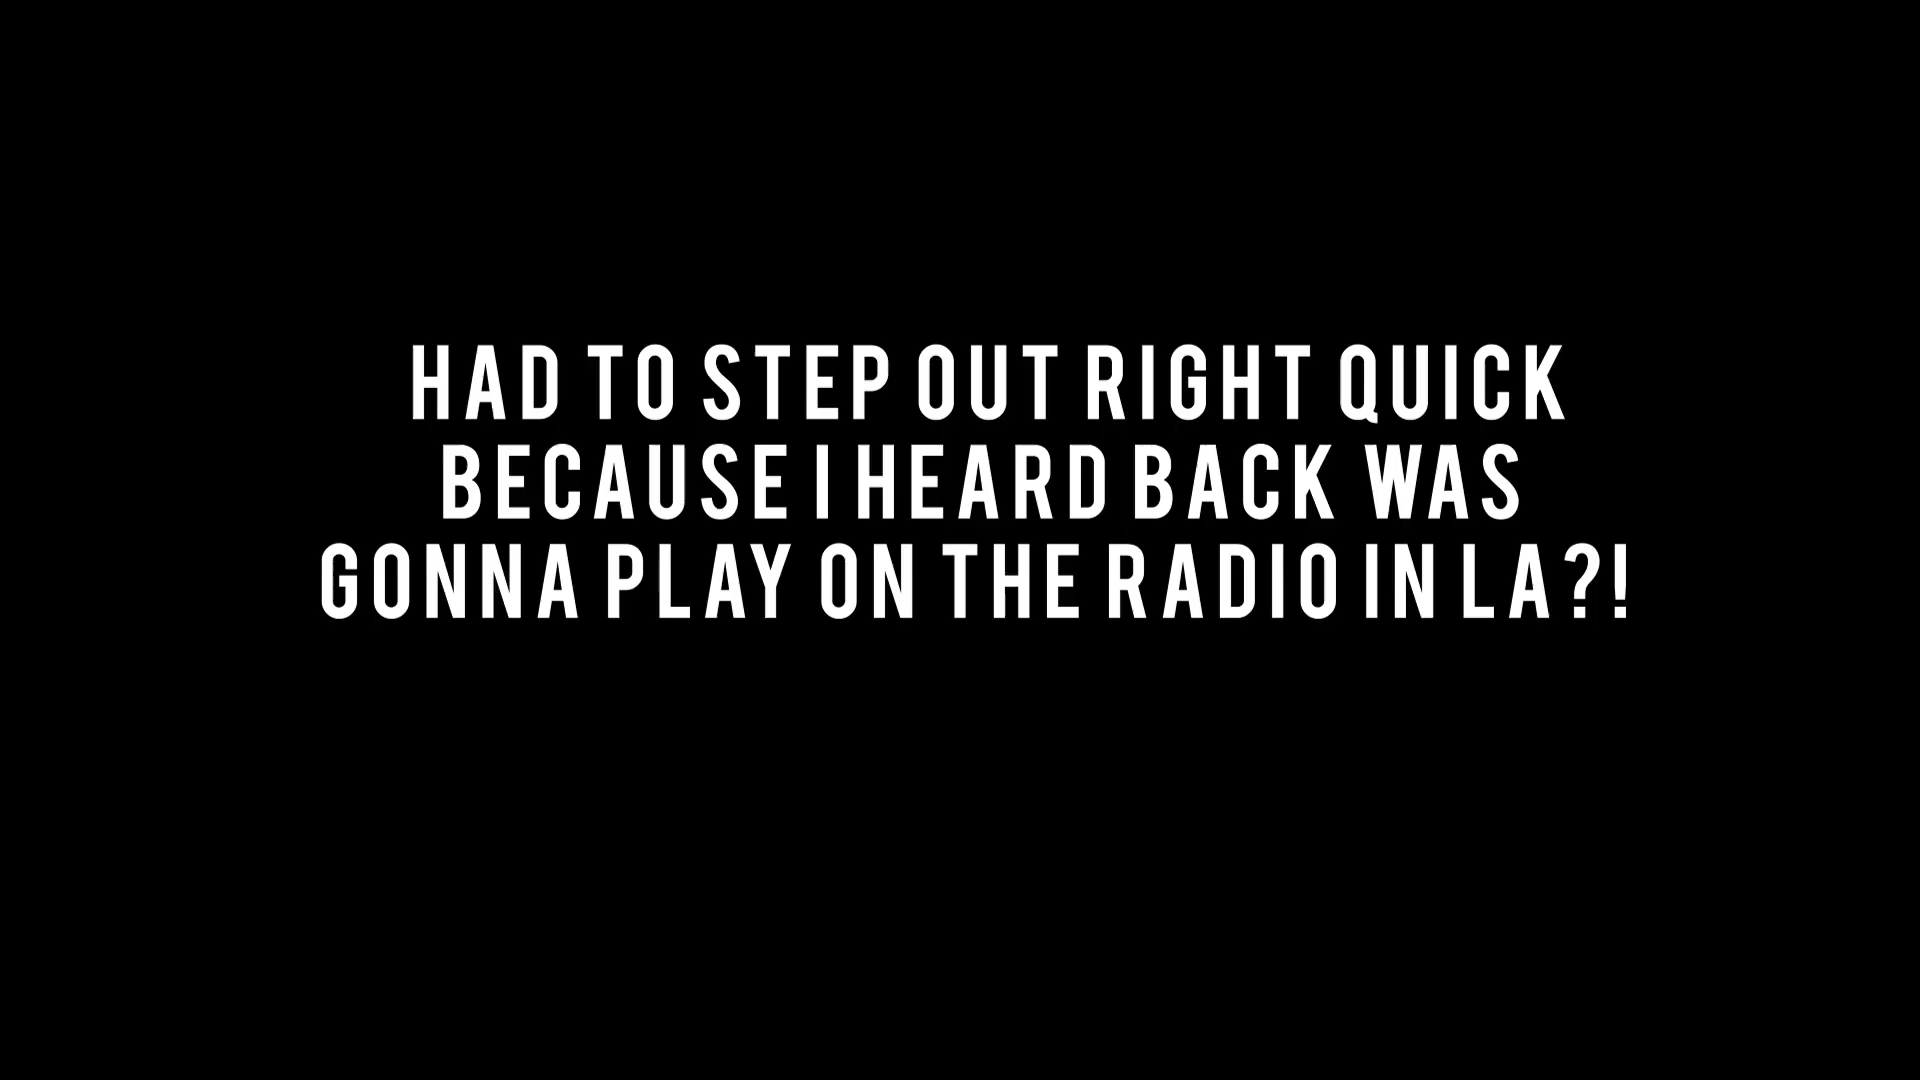 HAD TO STEP OUT RIGHT QUICK
BECAUSE I HEARD BACK WAS
GONNA PLAY ON THE RADIO IN LA?!